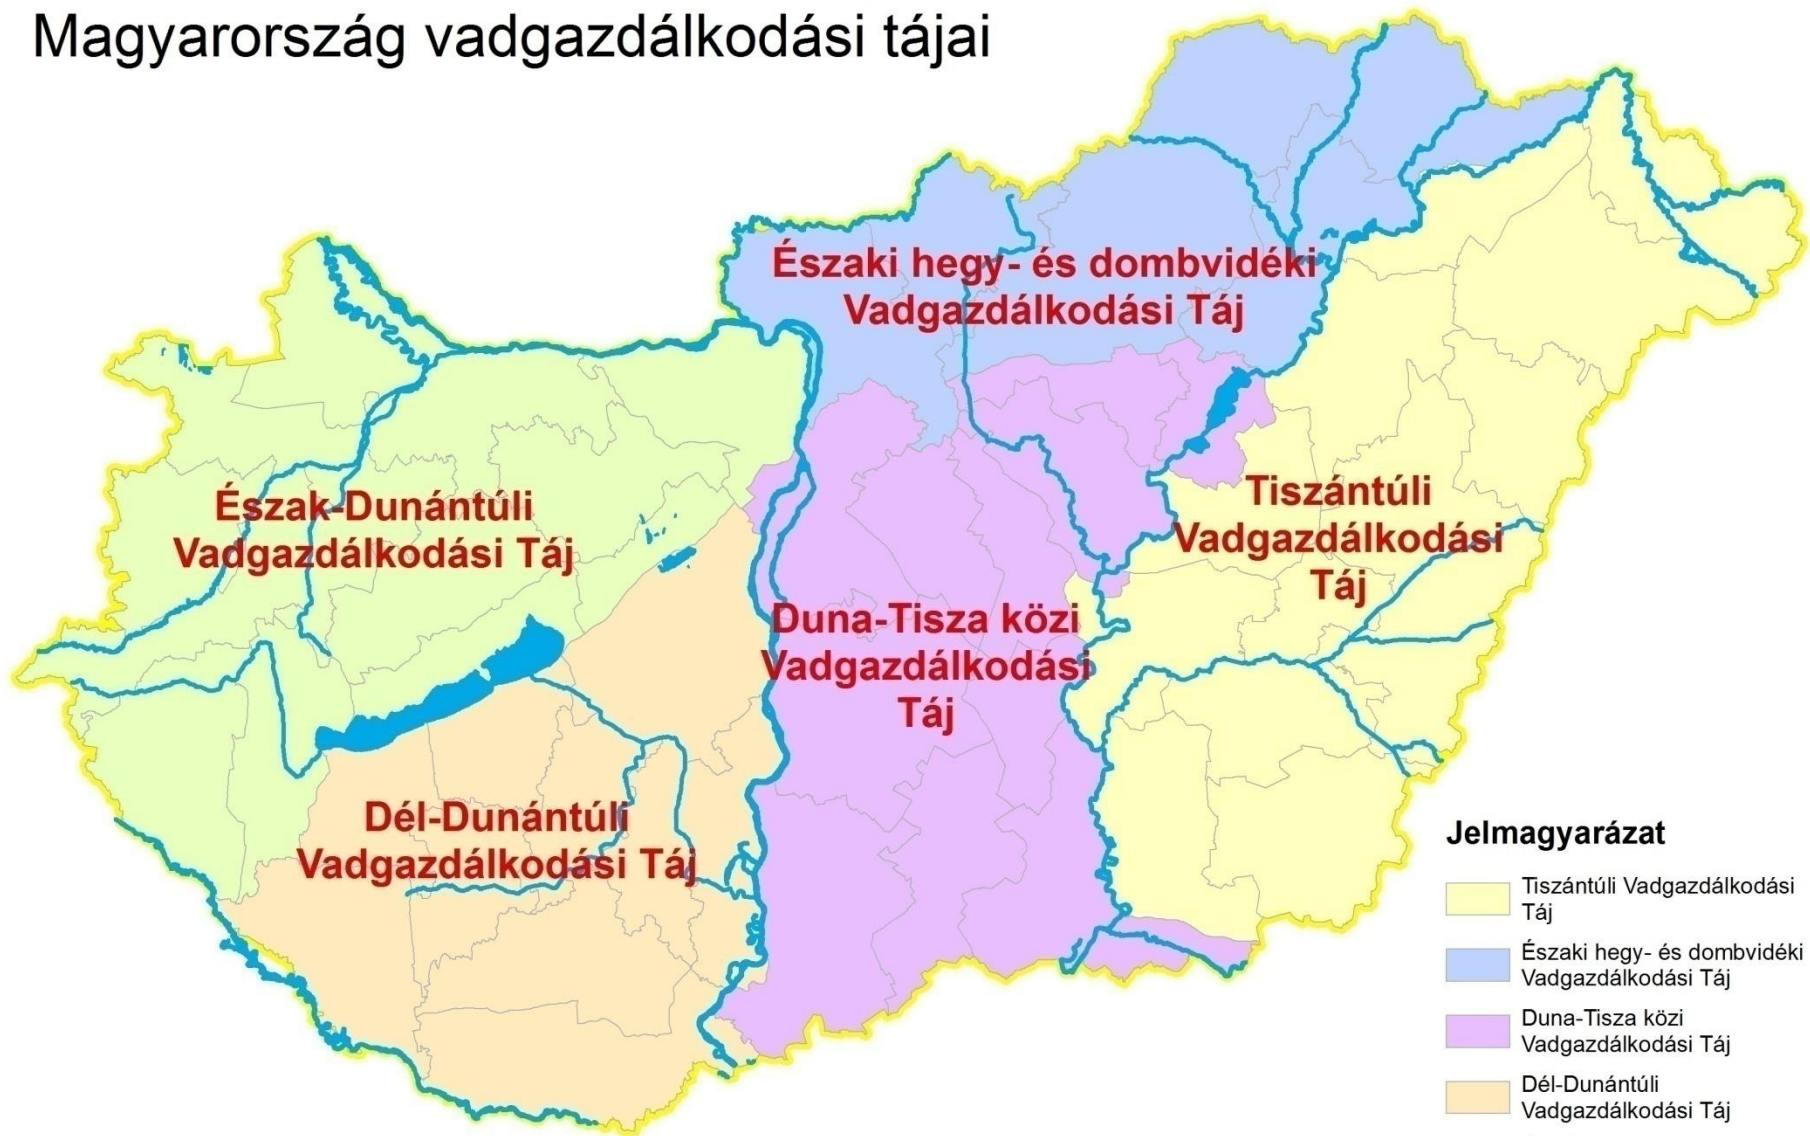 Magyarország vadgazdálkodási tájai
Északi hegy- és dombvidéki
Vadgazdálkodási Táj
Észak-Dunántúli
Vadgazdálkodási Táj
Tiszántúli
Vadgazdálkodási
Táj
Duna-Tisza közi
Vadgazdálkodási
Táj
Dél-Dunántúli
Vadgazdálkodási Táj
Jelmagyarázat
Tiszántúli Vadgazdálkodási
Táj
Északi hegy- és dombvidéki
Vadgazdálkodási Táj
Duna-Tisza közi
Vadgazdálkodási Táj
Dél-Dunántúli
Vadgazdálkodási Táj